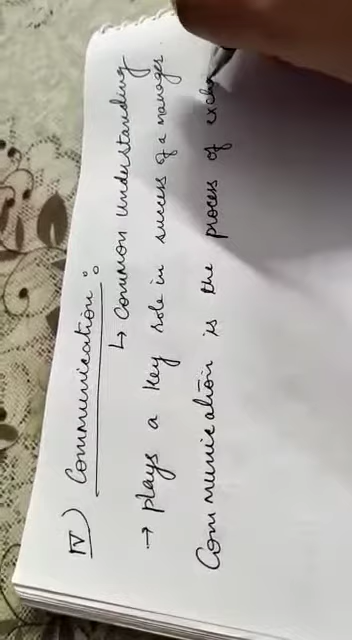 IV) Communication :
↳ Common understanding
→ plays a key role in success of a manager.
Communication is the process of